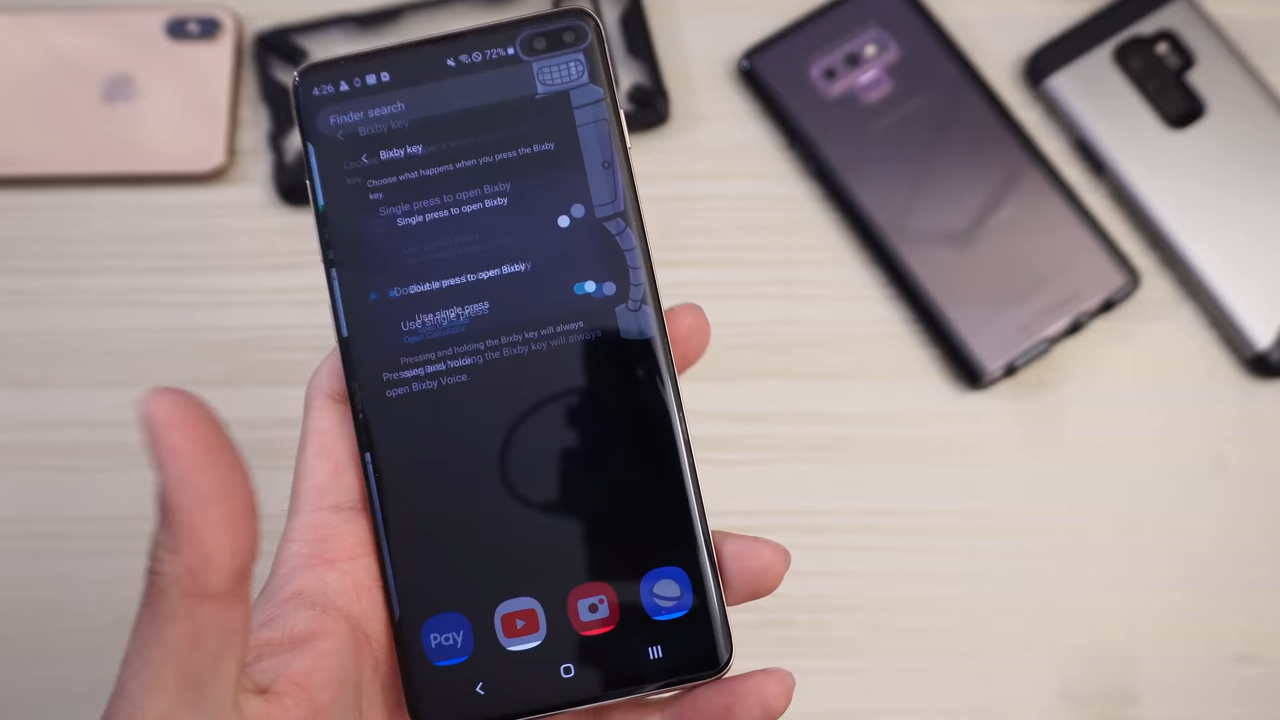 4:26
72%
Finder search
Bixby key
Bixby key
Choose what happens when you press the Bixby
key.
Single press to open Bixby
Single press to open Bixby
Double press to open Bixby
Use single press
Use single press
Open Calculator
Pressing and holding the Bixby key will always
Pressing and holding the Bixby key will always
open Bixby Voice.
Pay